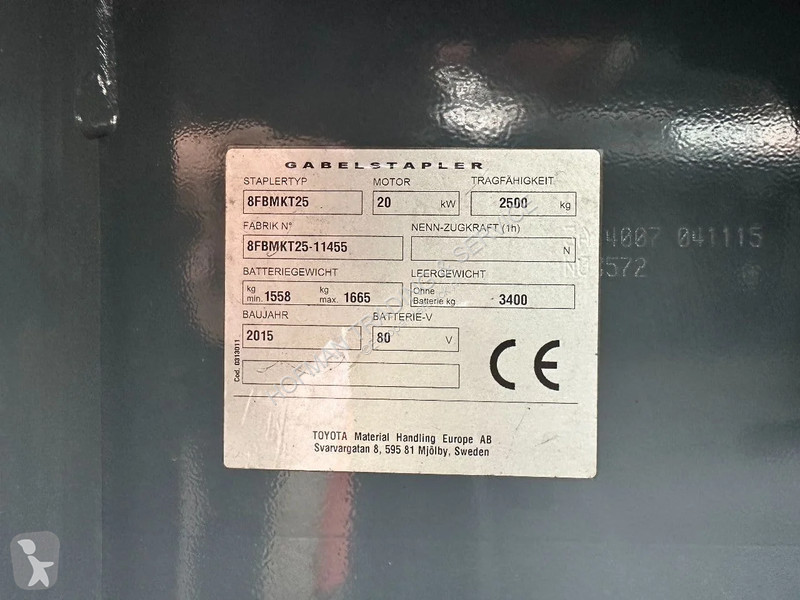 GABELSTAPLER
STAPLERTYP MOTOR TRAGFÄHIGKEIT
8FBMKT25 20 kW 2500 kg
FABRIK N° NENN-ZUGKRAFT (1h)
8FBMKT25-11455 N
BATTERIEGEWICHT LEERGEWICHT
kg min. 1558 kg max. 1665 Ohne Batterie kg 3400
BAUJAHR BATTERIE-V
2015 80 V
Cod. 0313011
CE
TOYOTA Material Handling Europe AB
Svarvargatan 8, 595 81 Mjölby, Sweden
4007 041115